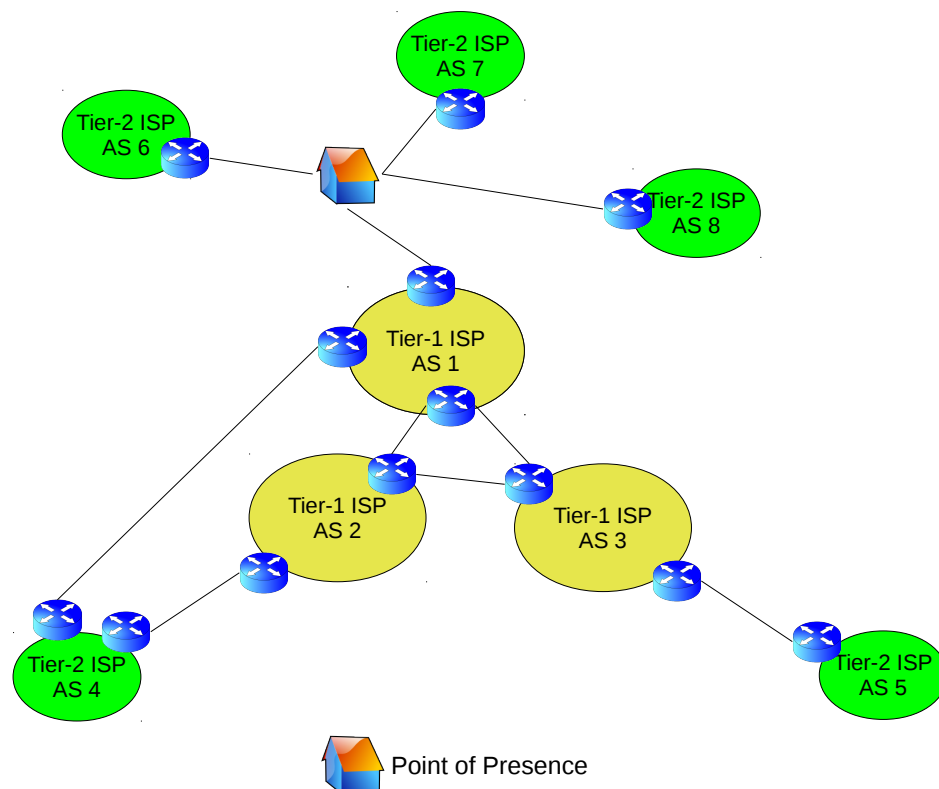 Tier-2 ISP
AS 7
Tier-2 ISP
AS 6
Tier-2 ISP
AS 8
Tier-1 ISP
AS 1
Tier-1 ISP
AS 2
Tier-1 ISP
AS 3
Tier-2 ISP
AS 4
Tier-2 ISP
AS 5
Point of Presence